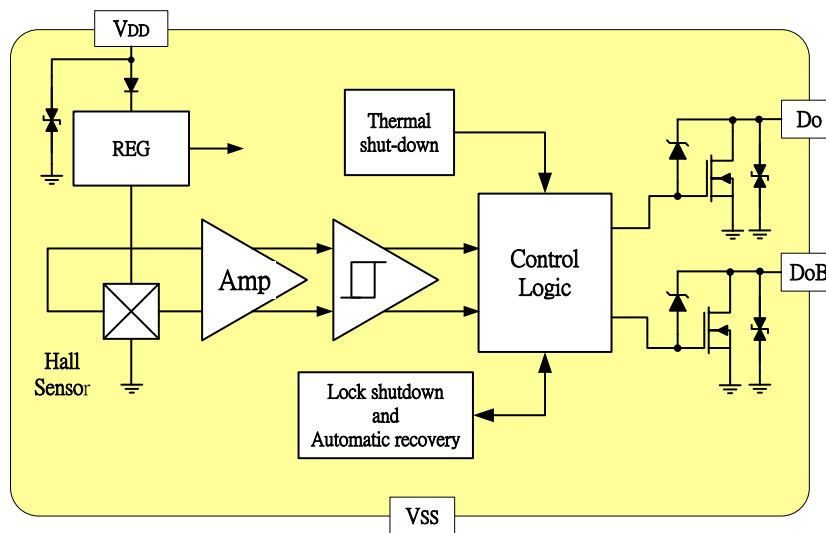 VDD
REG
Thermal
shut-down
Do
Amp
Control
Logic
DoB
Hall
Sensor
Lock shutdown
and
Automatic recovery
VSS